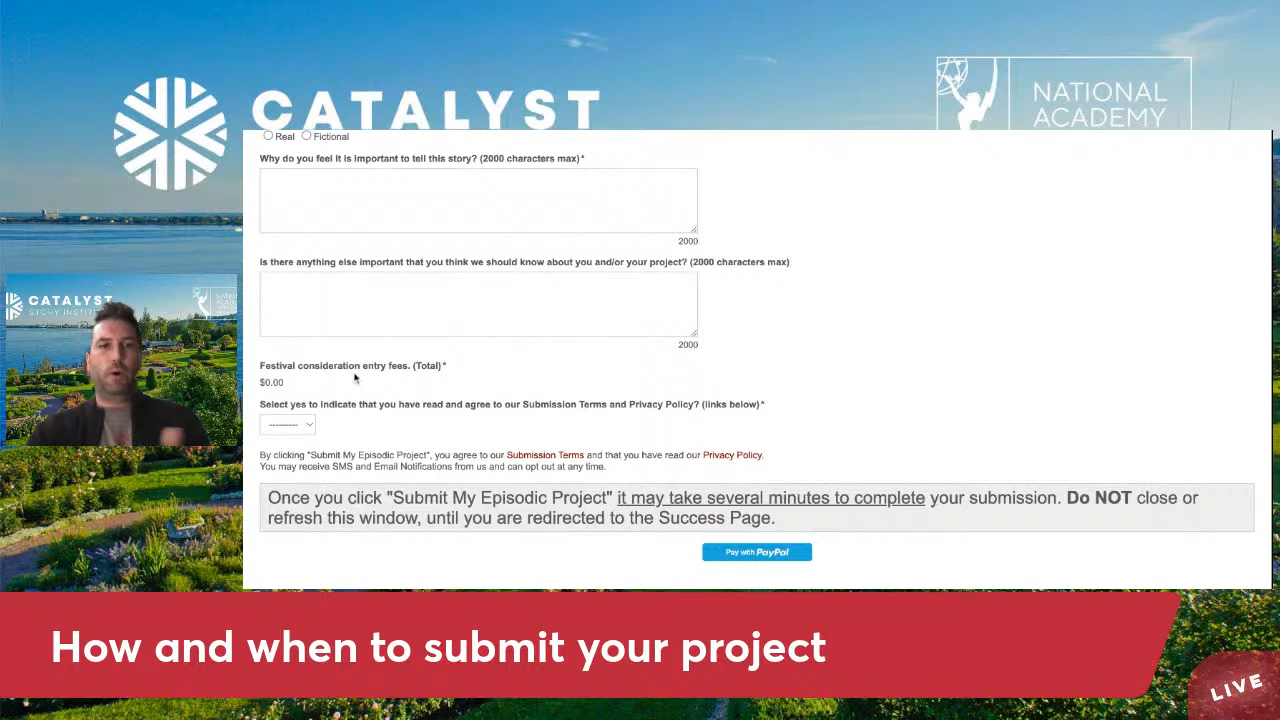 CATALYST
NATIONAL
ACADEMY
Real Fictional
Why do you feel it is important to tell this story? (2000 characters max)*
2000
Is there anything else important that you think we should know about you and/or your project? (2000 characters max)
2000
CATALYST
STORY INSTIT
NATIONAL
ACADEMY
Festival consideration entry fees. (Total)*
$0.00
Select yes to indicate that you have read and agree to our Submission Terms and Privacy Policy? (links below)*
---------
By clicking "Submit My Episodic Project", you agree to our Submission Terms and that you have read our Privacy Policy.
You may receive SMS and Email Notifications from us and can opt out at any time.
Once you click "Submit My Episodic Project" it may take several minutes to complete your submission. Do NOT close or
refresh this window, until you are redirected to the Success Page.
Pay with PayPal
How and when to submit your project
LIVE